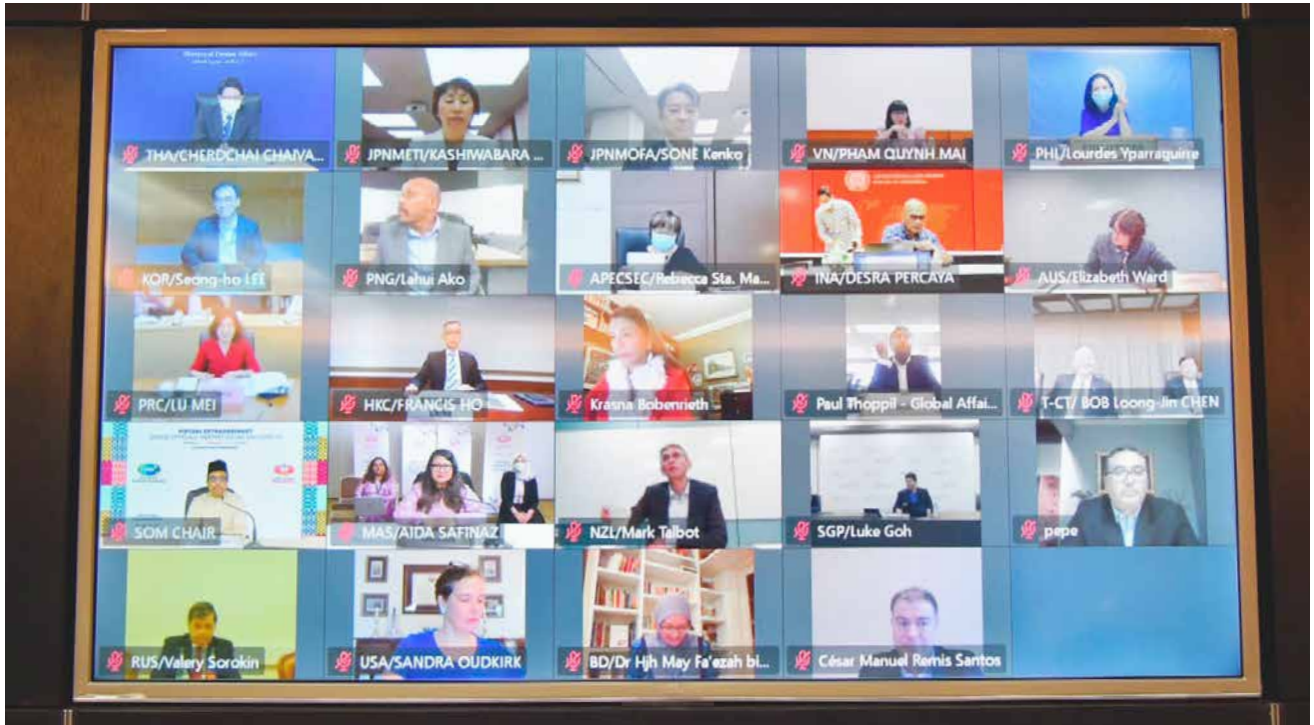 THA/CHERDCHAI CHAIVA...
JPNMETI/KASHIWABARA ...
JPNMOFA/SONE Kenko
VN/PHAM QUYNH MAI
PHL/Lourdes Yparraguirre
KOR/Seong-ho LEE
PNG/Lahui Ako
APECSEC/Rebecca Sta. Ma...
INA/DESRA PERCAYA
AUS/Elizabeth Ward
PRC/LU MEI
HKC/FRANCIS HO
Krasna Bobenrieth
Paul Thoppil - Global Affai...
T-CT/ BOB Loong-Jin CHEN
VIRTUAL EXTRAORDINARY
SOM CHAIR
MAS/AIDA SAFINAZ
NZL/Mark Talbot
SGP/Luke Goh
pepe
RUS/Valery Sorokin
USA/SANDRA OUDKIRK
BD/Dr Hjh May Fa'ezah bi...
César Manuel Remis Santos